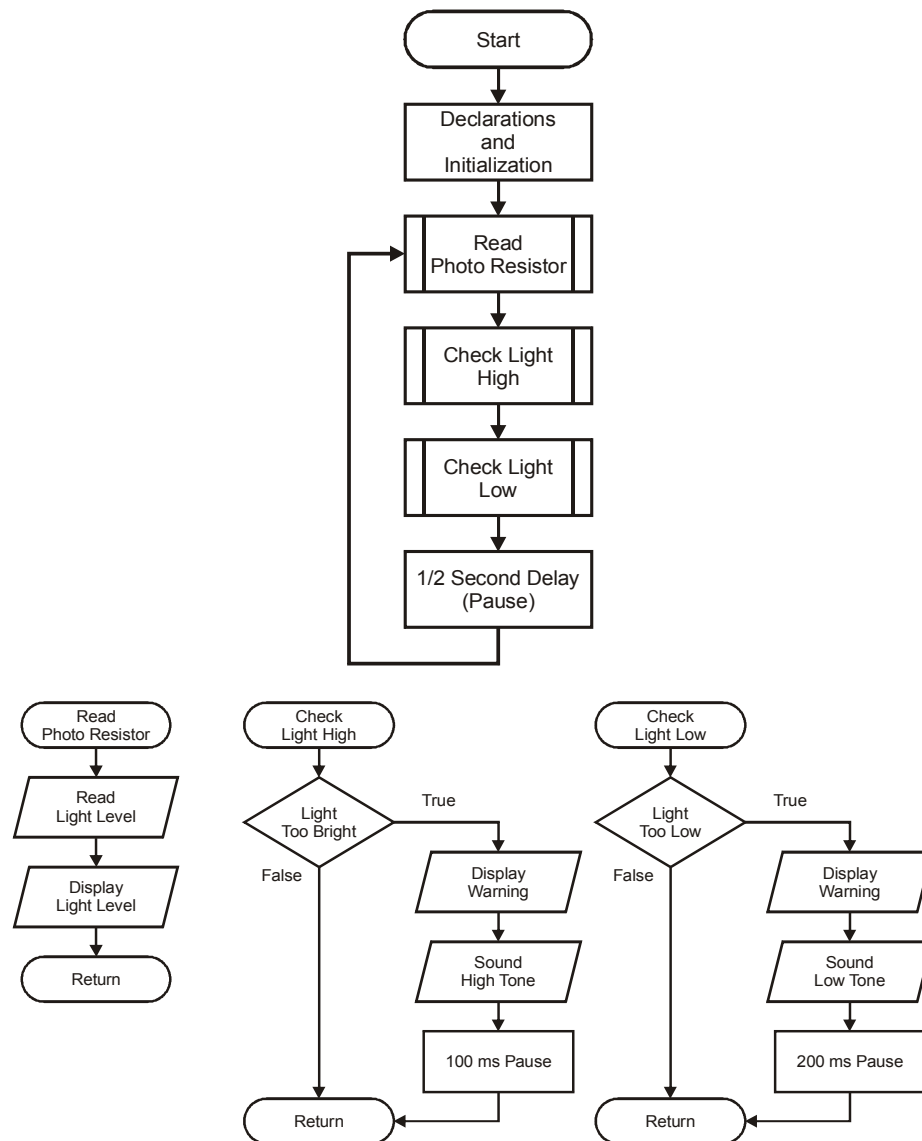 Start
Declarations
and
Initialization
Read
Photo Resistor
Check Light
High
Check Light
Low
1/2 Second Delay
(Pause)
Read
Photo Resistor
Read
Light Level
Display
Light Level
Return
Check
Light High
Light
Too Bright
True
False
Display
Warning
Sound
High Tone
100 ms Pause
Return
Check
Light Low
Light
Too Low
True
False
Display
Warning
Sound
Low Tone
200 ms Pause
Return